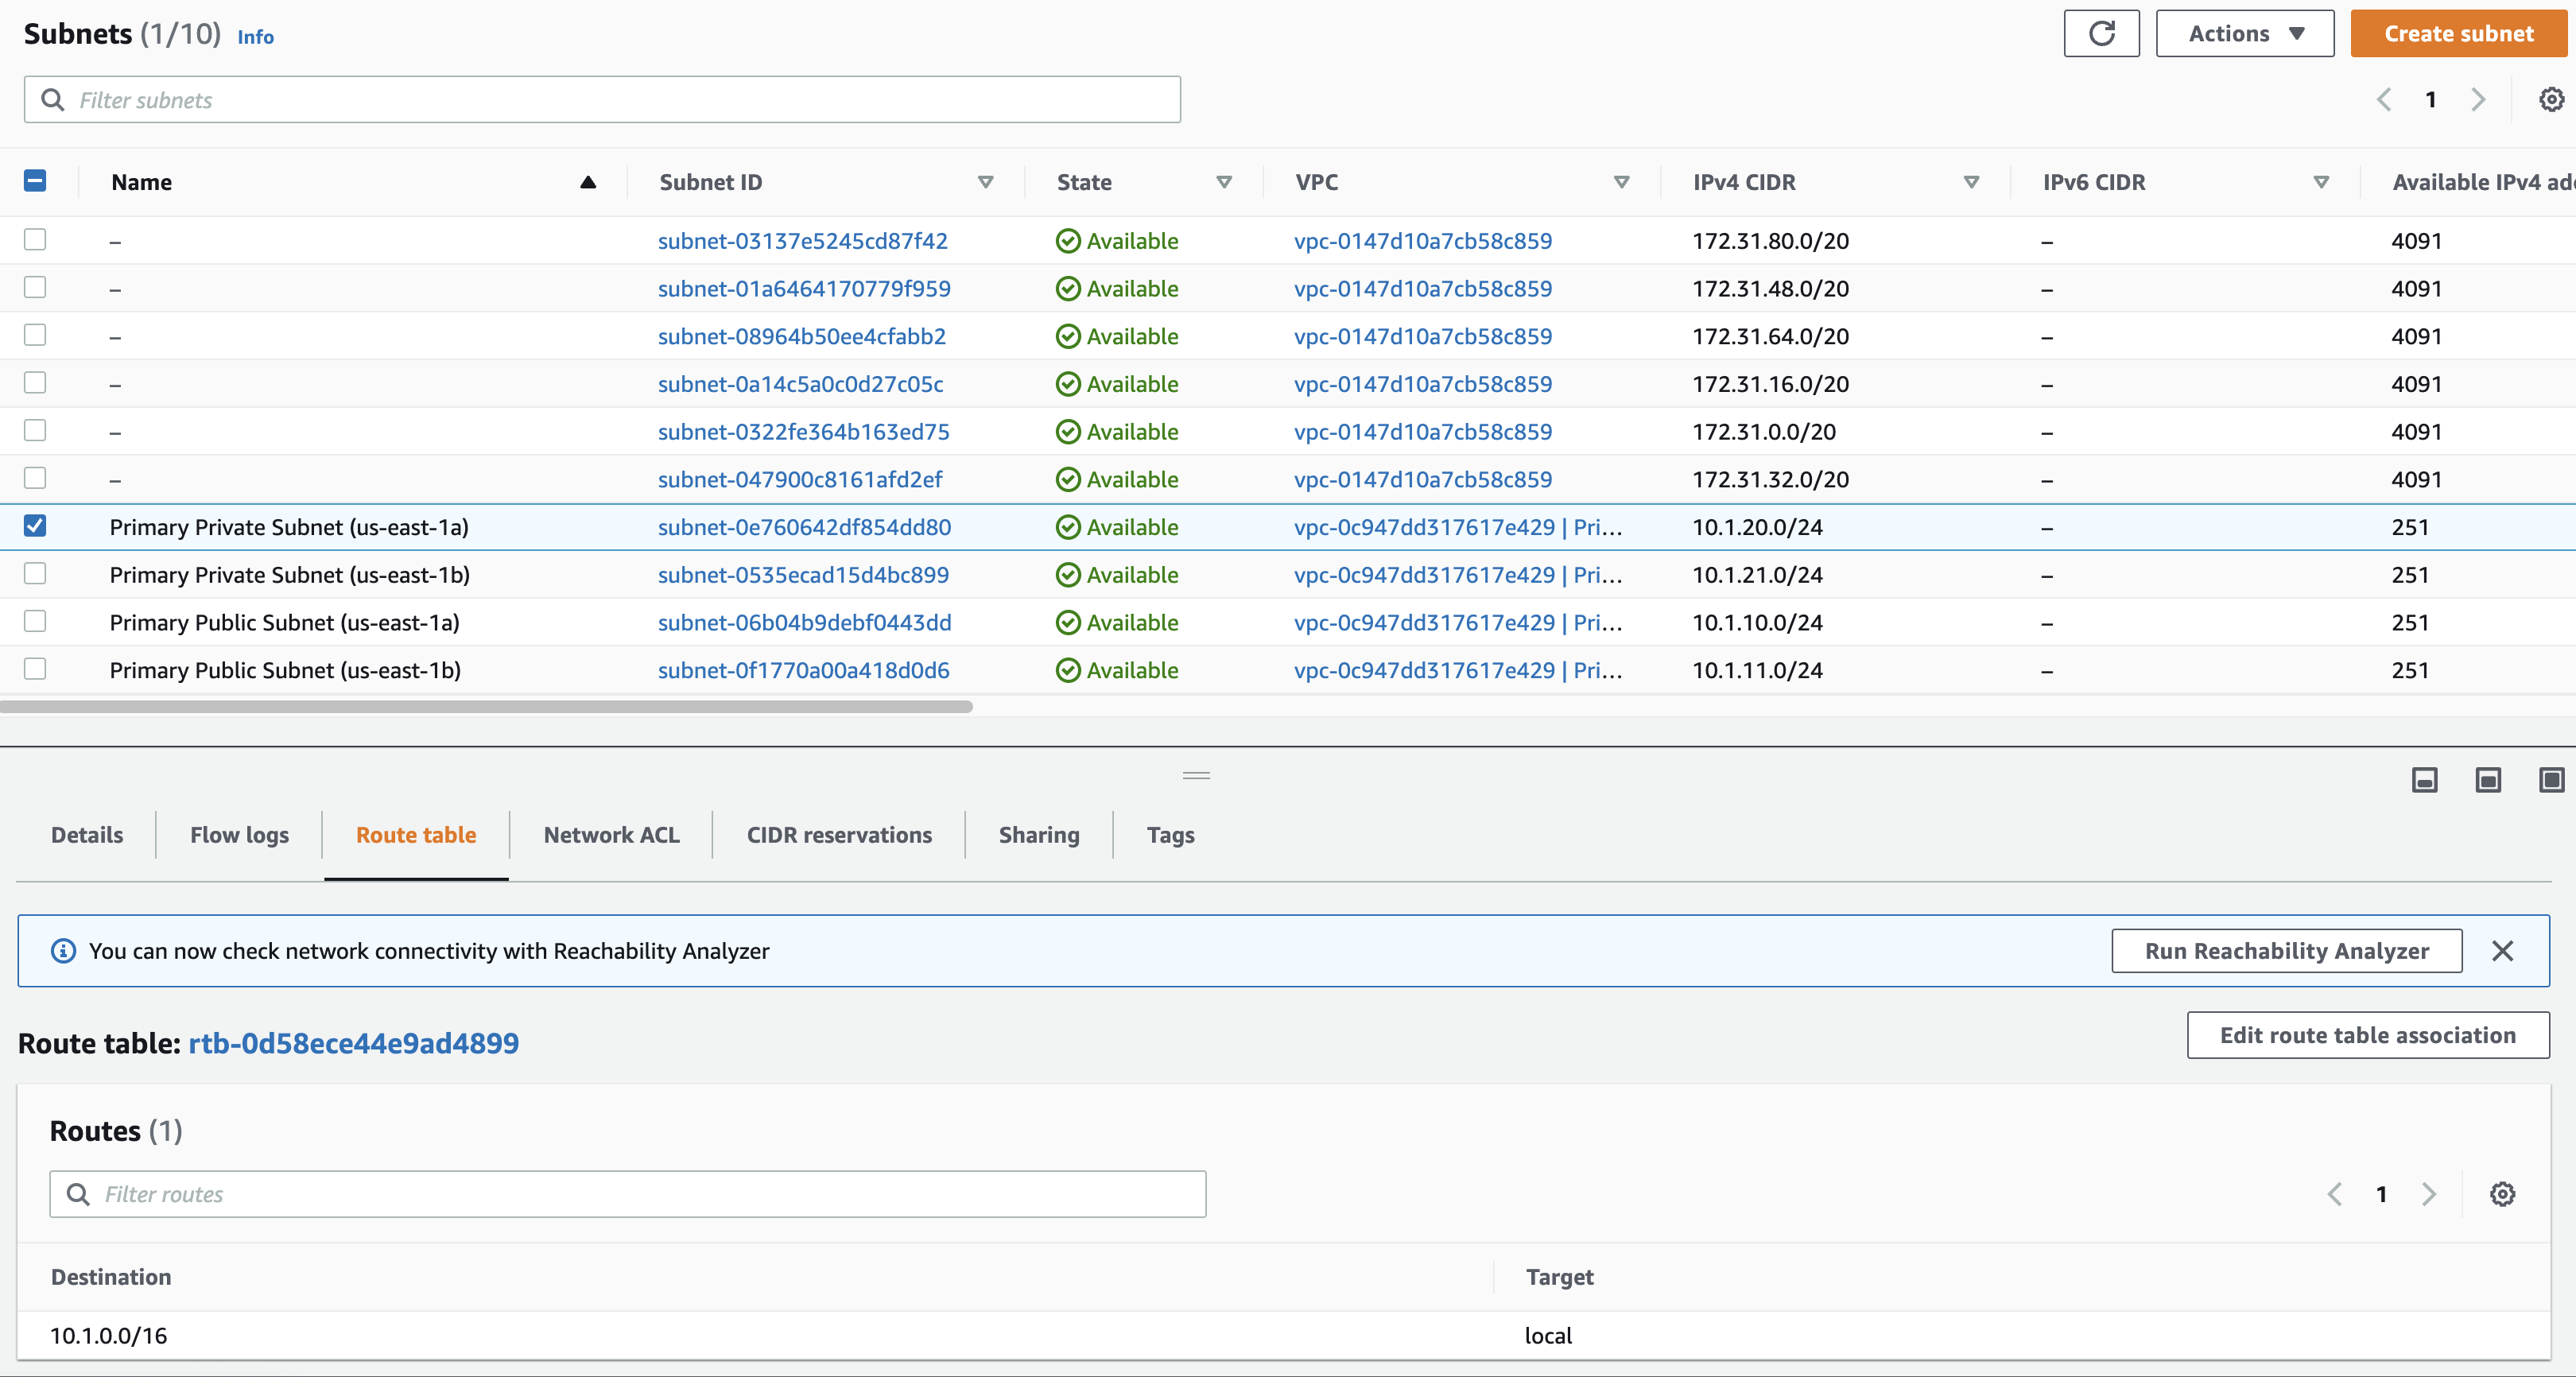 Subnets (1/10) Info
Actions
Create subnet
Filter subnets
1
Name Subnet ID State VPC IPv4 CIDR IPv6 CIDR Available IPv4 ad
– subnet-03137e5245cd87f42 Available vpc-0147d10a7cb58c859 172.31.80.0/20 – 4091
– subnet-01a6464170779f959 Available vpc-0147d10a7cb58c859 172.31.48.0/20 – 4091
– subnet-08964b50ee4cfabb2 Available vpc-0147d10a7cb58c859 172.31.64.0/20 – 4091
– subnet-0a14c5a0c0d27c05c Available vpc-0147d10a7cb58c859 172.31.16.0/20 – 4091
– subnet-0322fe364b163ed75 Available vpc-0147d10a7cb58c859 172.31.0.0/20 – 4091
– subnet-047900c8161afd2ef Available vpc-0147d10a7cb58c859 172.31.32.0/20 – 4091
Primary Private Subnet (us-east-1a) subnet-0e760642df854dd80 Available vpc-0c947dd317617e429 | Pri... 10.1.20.0/24 – 251
Primary Private Subnet (us-east-1b) subnet-0535ecad15d4bc899 Available vpc-0c947dd317617e429 | Pri... 10.1.21.0/24 – 251
Primary Public Subnet (us-east-1a) subnet-06b04b9debf0443dd Available vpc-0c947dd317617e429 | Pri... 10.1.10.0/24 – 251
Primary Public Subnet (us-east-1b) subnet-0f1770a00a418d0d6 Available vpc-0c947dd317617e429 | Pri... 10.1.11.0/24 – 251
Details Flow logs Route table Network ACL CIDR reservations Sharing Tags
You can now check network connectivity with Reachability Analyzer
Run Reachability Analyzer
Route table: rtb-0d58ece44e9ad4899
Edit route table association
Routes (1)
Filter routes
1
Destination Target
10.1.0.0/16 local